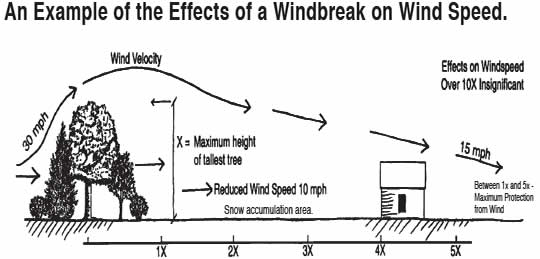 An Example of the Effects of a Windbreak on Wind Speed.
Wind Velocity
Effects on Windspeed
Over 10X Insignificant
30 mph
X = Maximum height
of tallest tree
15 mph
Reduced Wind Speed 10 mph
Snow accumulation area.
Between 1x and 5x -
Maximum Protection
from Wind
1X
2X
3X
4X
5X